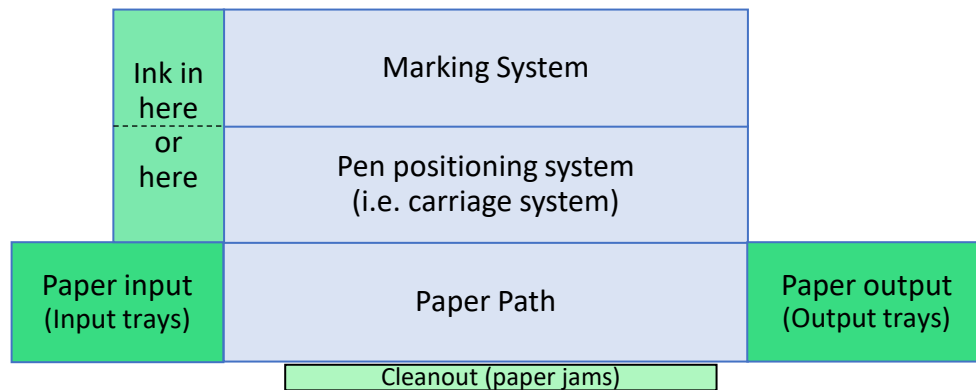 Ink in
here
or
here
Marking System
Pen positioning system
(i.e. carriage system)
Paper input
(Input trays)
Paper Path
Paper output
(Output trays)
Cleanout (paper jams)